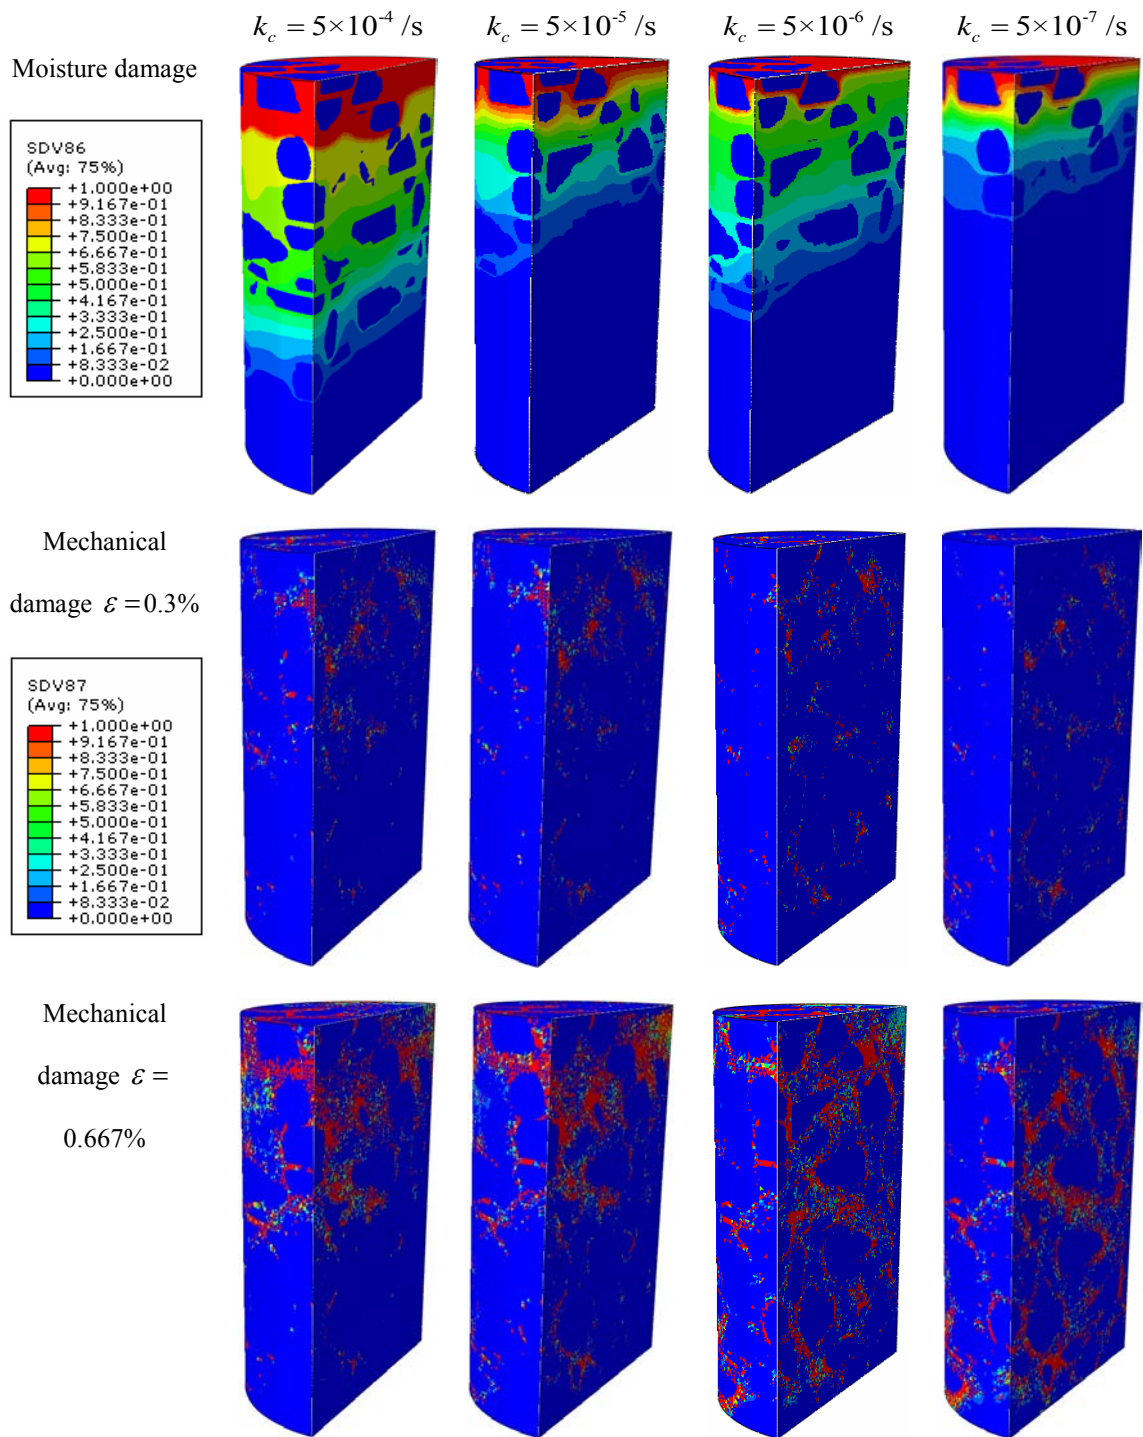 k_c = 5×10⁻⁴ /s
k_c = 5×10⁻⁵ /s
k_c = 5×10⁻⁶ /s
k_c = 5×10⁻⁷ /s
Moisture damage
SDV86
(Avg: 75%)
+1.000e+00
+9.167e-01
+8.333e-01
+7.500e-01
+6.667e-01
+5.833e-01
+5.000e-01
+4.167e-01
+3.333e-01
+2.500e-01
+1.667e-01
+8.333e-02
+0.000e+00
Mechanical
damage ε = 0.3%
SDV87
(Avg: 75%)
+1.000e+00
+9.167e-01
+8.333e-01
+7.500e-01
+6.667e-01
+5.833e-01
+5.000e-01
+4.167e-01
+3.333e-01
+2.500e-01
+1.667e-01
+8.333e-02
+0.000e+00
Mechanical
damage ε =
0.667%